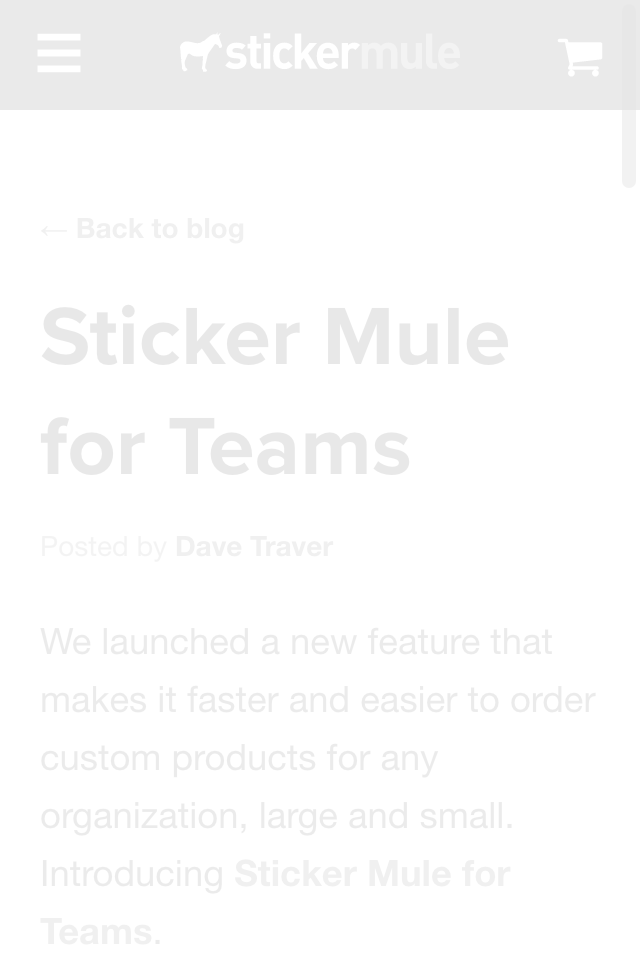 stickermule
← Back to blog
Sticker Mule
for Teams
Posted by Dave Traver
We launched a new feature that
makes it faster and easier to order
custom products for any
organization, large and small.
Introducing Sticker Mule for
Teams.